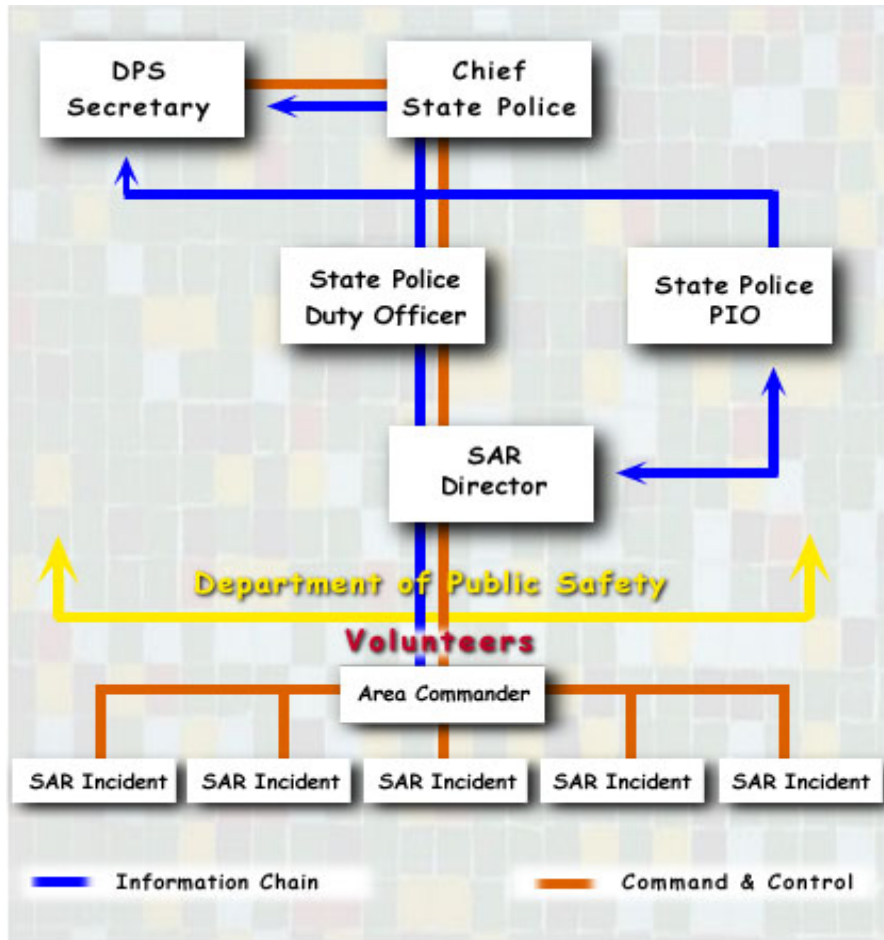 DPS
Secretary
Chief
State Police
State Police
Duty Officer
State Police
PIO
SAR
Director
Department of Public Safety
Volunteers
Area Commander
SAR Incident
SAR Incident
SAR Incident
SAR Incident
SAR Incident
Information Chain
Command & Control